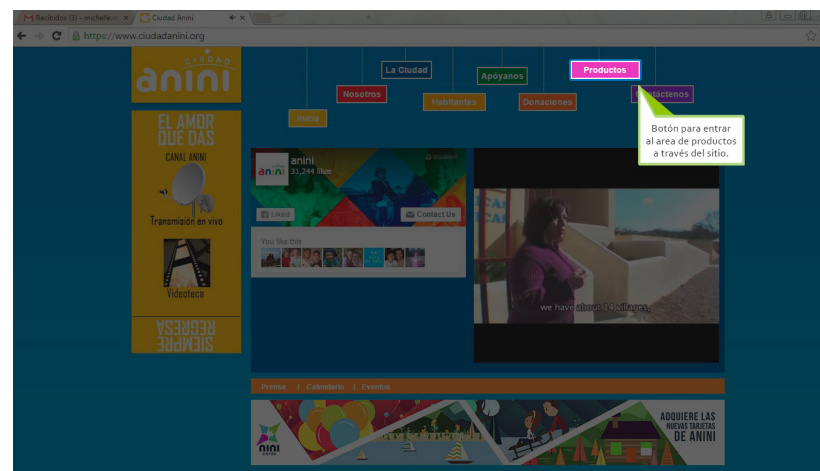 Recibidos (3) - michelle.m
Ciudad Anini
https://www.ciudadanini.org
CIUDAD
anini
La Ciudad
Apóyanos
Productos
Nosotros
Habitantes
Donaciones
Inicia
Botón para entrar
al area de productos
a través del sitio.
EL AMOR
QUE DAS
CANAL ANINI
Transmisión en vivo
Videoteca
SIEMPRE
REGRESA
anini
31,244 likes
anini
Liked
Contact Us
You like this
we have about 14 villages,
Prensa | Calendario | Eventos
ADQUIERE LAS
NUEVAS TARJETAS
DE ANINI